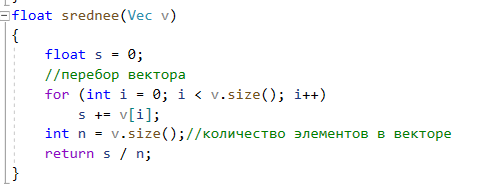 float srednee(Vec v)
{
float s = 0;
//перебор вектора
for (int i = 0; i < v.size(); i++)
s += v[i];
int n = v.size();//количество элементов в векторе
return s / n;
}